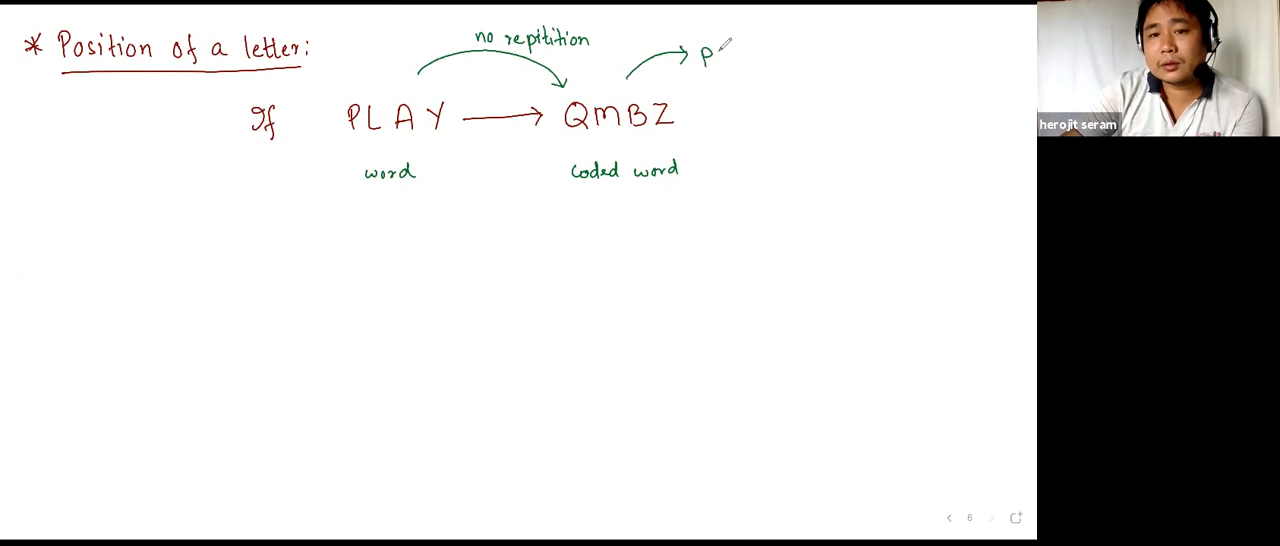 * Position of a letter:
no repitition
P
If PLAY → QMBZ
word coded word
herojit seram
6